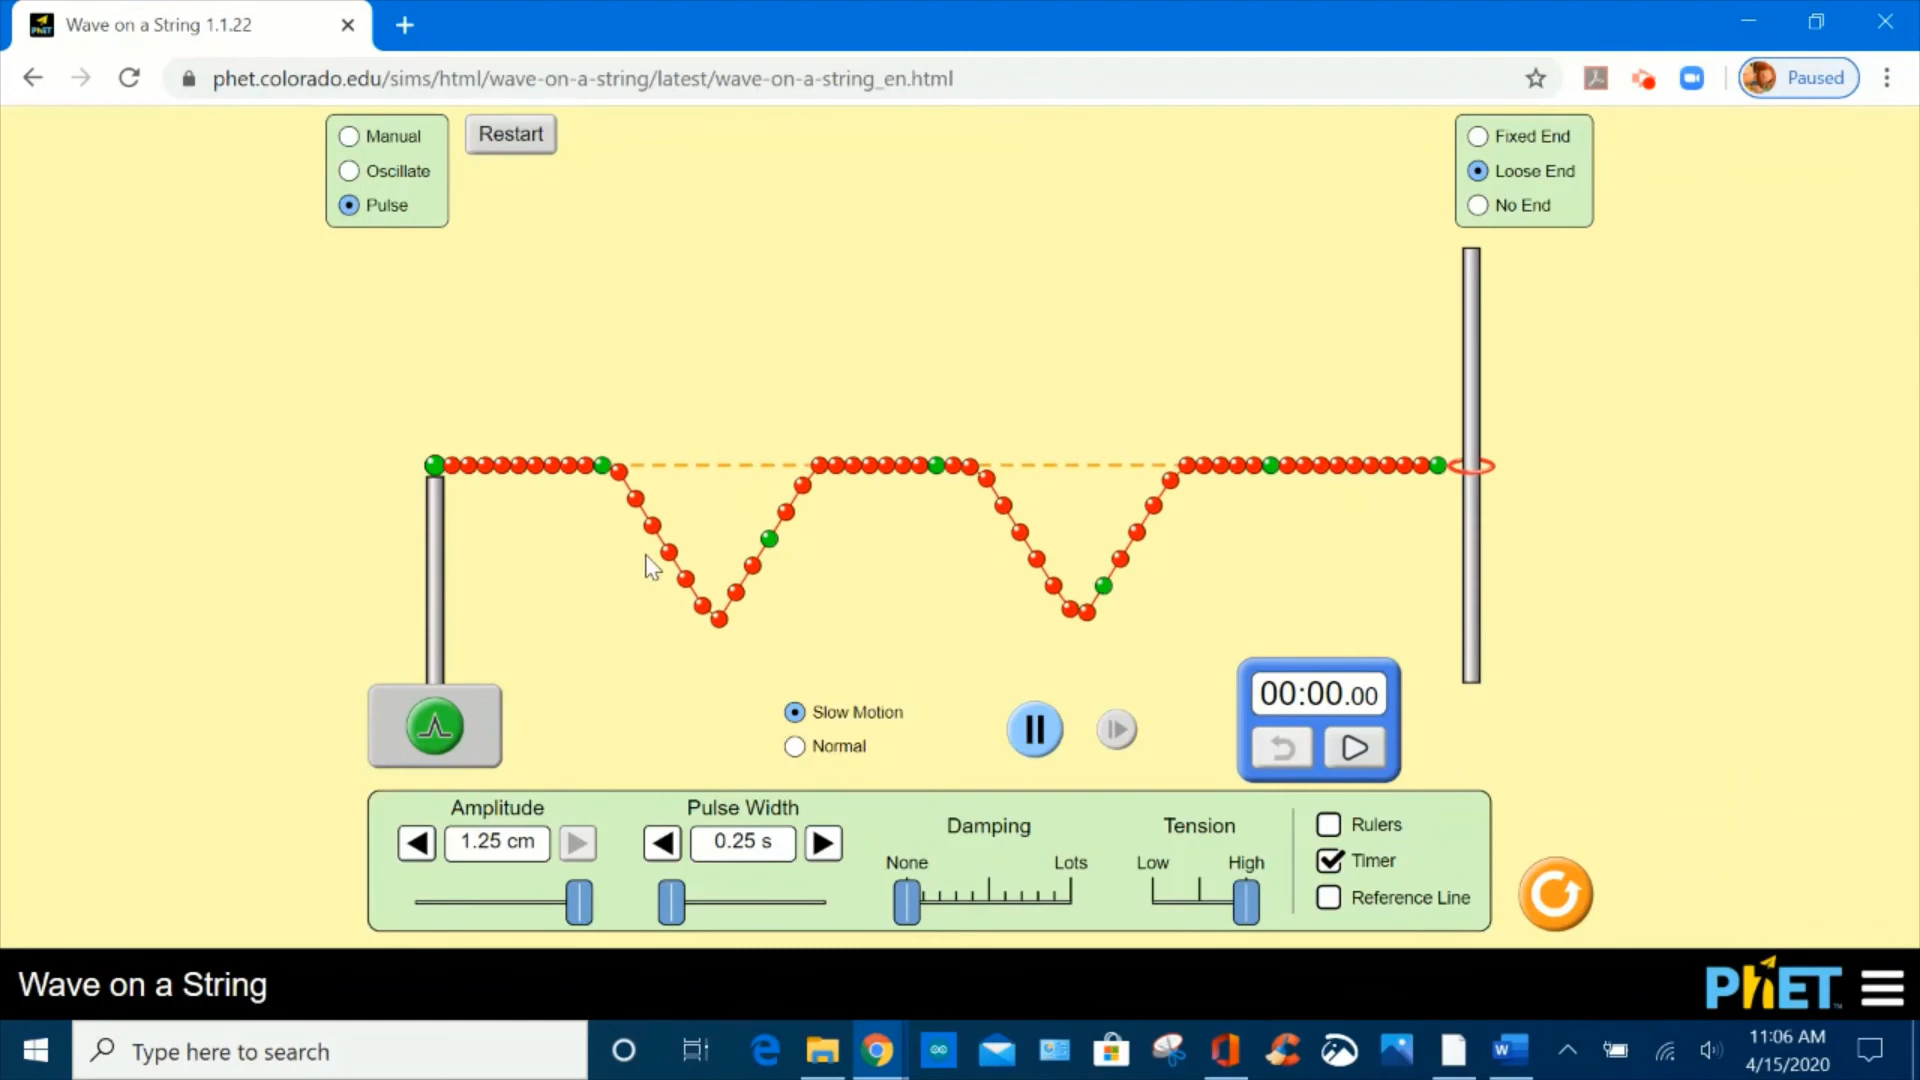 Wave on a String 1.1.22
phet.colorado.edu/sims/html/wave-on-a-string/latest/wave-on-a-string_en.html
Paused
Manual
Oscillate
Pulse
Restart
Fixed End
Loose End
No End
Slow Motion
Normal
00:00.00
Amplitude
1.25 cm
Pulse Width
0.25 s
Damping
None
Lots
Tension
Low
High
Rulers
Timer
Reference Line
Wave on a String
PhET
Type here to search
11:06 AM
4/15/2020